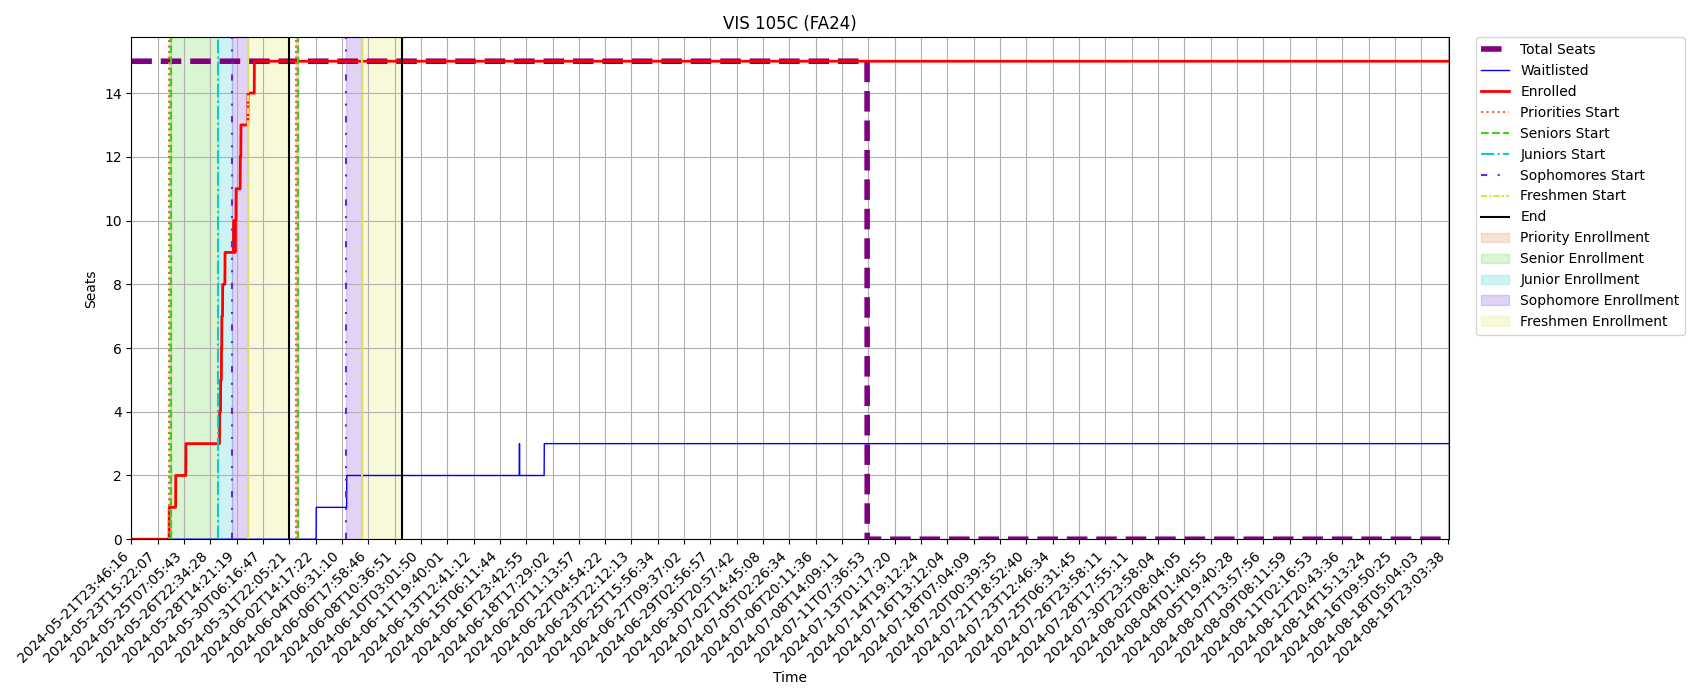 VIS 105C (FA24)
Seats
14
12
10
8
6
4
2
0
2024-05-21T23:46:16
2024-05-23T15:22:07
2024-05-25T07:05:43
2024-05-26T22:34:28
2024-05-28T14:21:19
2024-05-30T06:16:47
2024-05-31T22:05:21
2024-06-02T14:17:22
2024-06-04T06:31:10
2024-06-06T17:58:46
2024-06-08T10:36:51
2024-06-10T03:01:50
2024-06-11T19:40:01
2024-06-13T12:41:12
2024-06-15T06:11:44
2024-06-16T23:42:55
2024-06-18T17:29:02
2024-06-20T11:13:57
2024-06-22T04:54:22
2024-06-23T22:12:13
2024-06-25T15:56:34
2024-06-27T09:37:02
2024-06-29T02:56:57
2024-06-30T20:57:42
2024-07-02T14:45:08
2024-07-05T02:26:34
2024-07-06T20:11:36
2024-07-08T14:09:11
2024-07-11T07:36:53
2024-07-13T01:17:20
2024-07-14T19:12:24
2024-07-16T13:12:04
2024-07-18T07:04:09
2024-07-20T00:39:35
2024-07-21T18:52:40
2024-07-23T12:46:34
2024-07-25T06:31:45
2024-07-26T23:58:11
2024-07-28T17:55:11
2024-07-30T23:58:04
2024-08-02T08:04:05
2024-08-04T01:40:55
2024-08-05T19:40:28
2024-08-07T13:57:56
2024-08-09T08:11:59
2024-08-11T02:16:53
2024-08-12T20:43:36
2024-08-14T15:13:24
2024-08-16T09:50:25
2024-08-18T05:04:03
2024-08-19T23:03:38
Time
Total Seats
Waitlisted
Enrolled
Priorities Start
Seniors Start
Juniors Start
Sophomores Start
Freshmen Start
End
Priority Enrollment
Senior Enrollment
Junior Enrollment
Sophomore Enrollment
Freshmen Enrollment